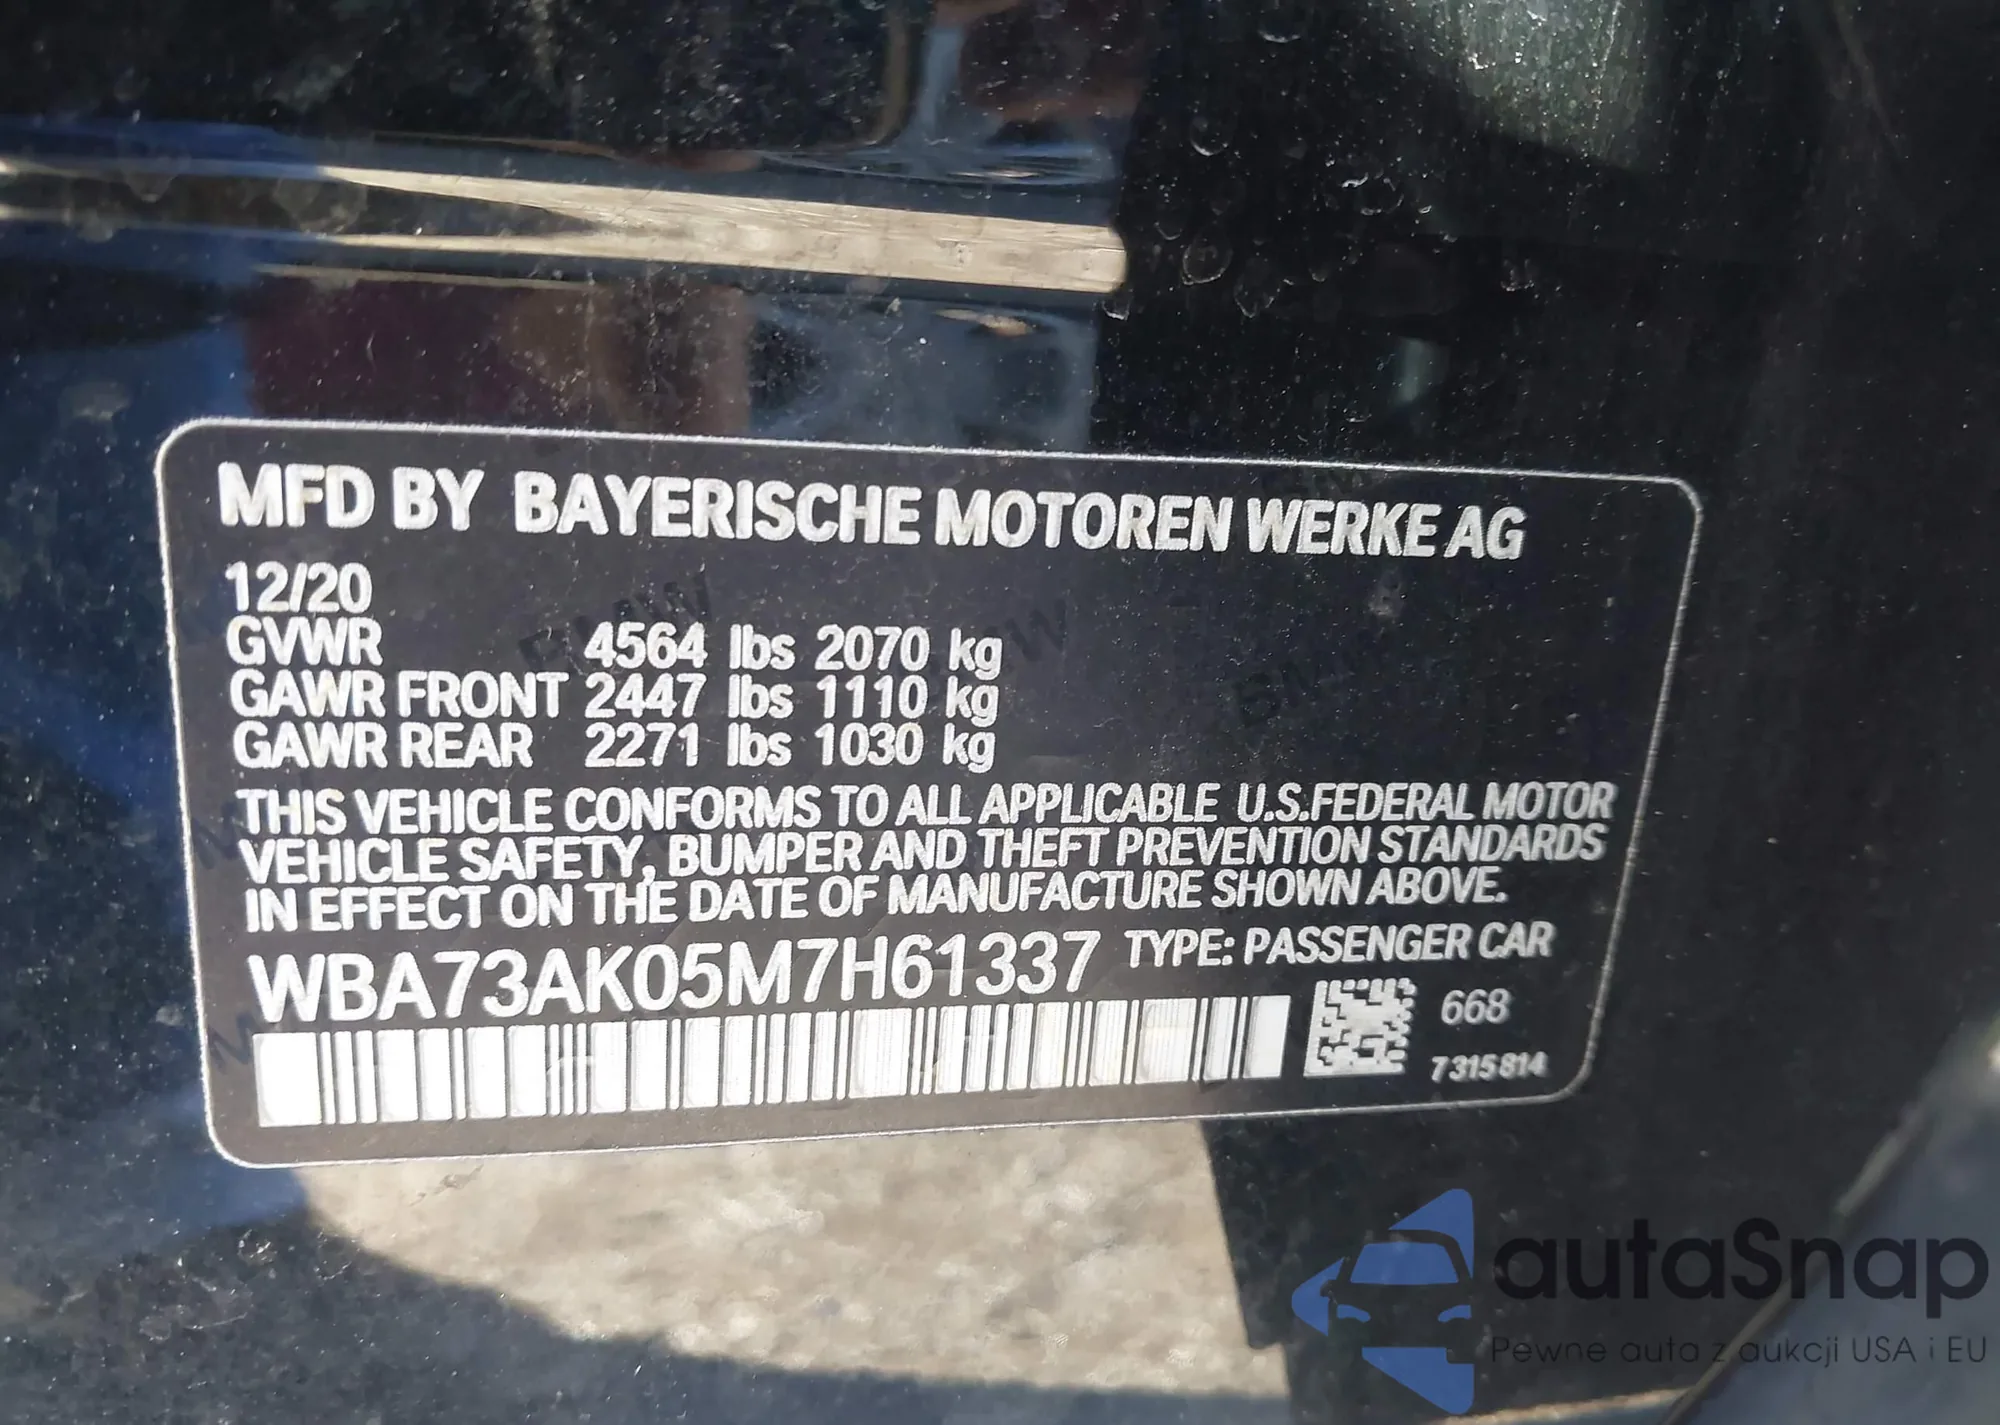 MFD BY BAYERISCHE MOTOREN WERKE AG
12/20
GVWR 4564 lbs 2070 kg
GAWR FRONT 2447 lbs 1110 kg
GAWR REAR 2271 lbs 1030 kg
THIS VEHICLE CONFORMS TO ALL APPLICABLE U.S.FEDERAL MOTOR
VEHICLE SAFETY, BUMPER AND THEFT PREVENTION STANDARDS
IN EFFECT ON THE DATE OF MANUFACTURE SHOWN ABOVE.
WBA73AK05M7H61337 TYPE: PASSENGER CAR
668
7315814
autaSnap
Pewne auta z aukcji USA i EU